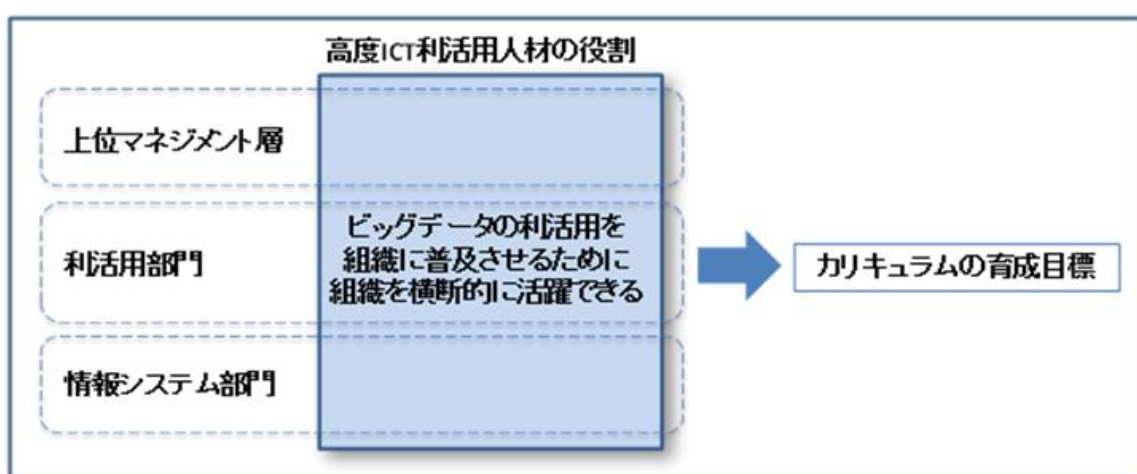 高度ICT利活用人材の役割
上位マネジメント層
利活用部門
ビッグデータの利活用を
組織に普及させるために
組織を横断的に活躍できる
カリキュラムの育成目標
情報システム部門